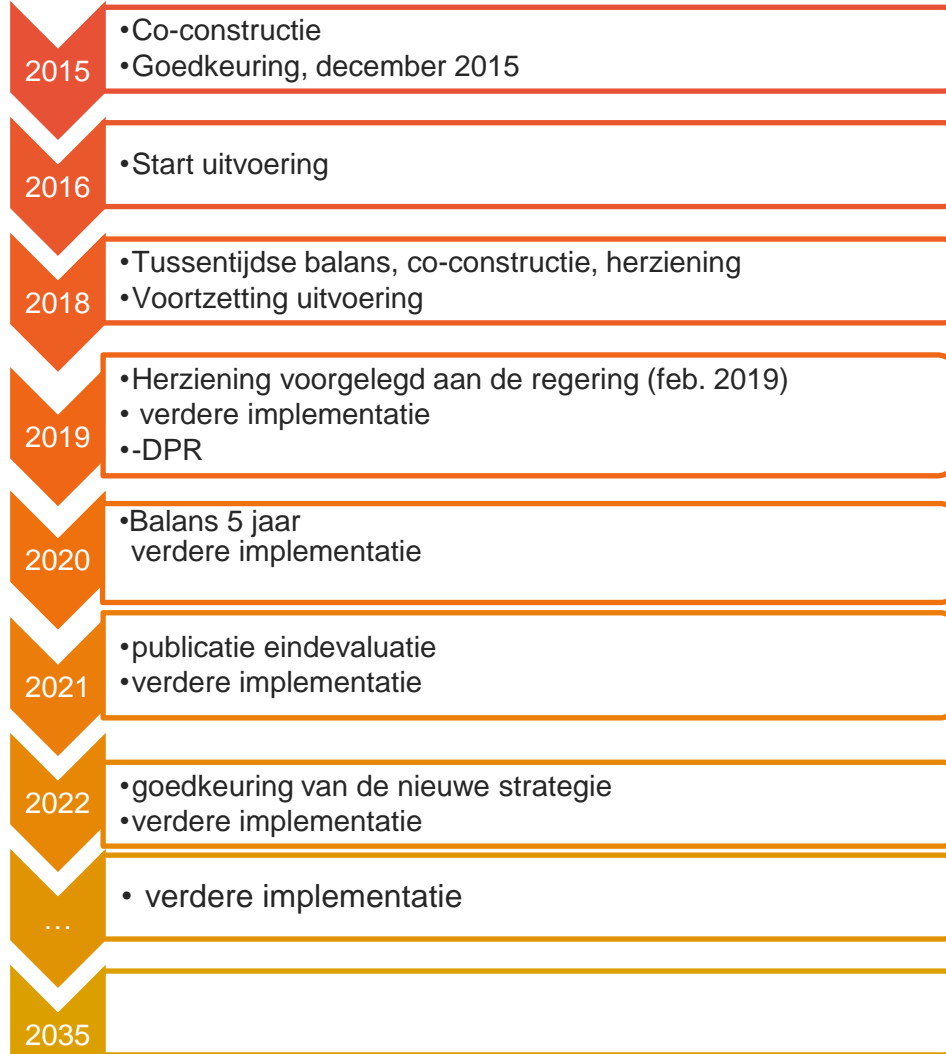 2015
•Co-constructie
•Goedkeuring, december 2015
2016
•Start uitvoering
2018
•Tussentijdse balans, co-constructie, herziening
•Voortzetting uitvoering
2019
•Herziening voorgelegd aan de regering (feb. 2019)
• verdere implementatie
•-DPR
2020
•Balans 5 jaar
verdere implementatie
2021
•publicatie eindevaluatie
•verdere implementatie
2022
•goedkeuring van de nieuwe strategie
•verdere implementatie
…
• verdere implementatie
2035